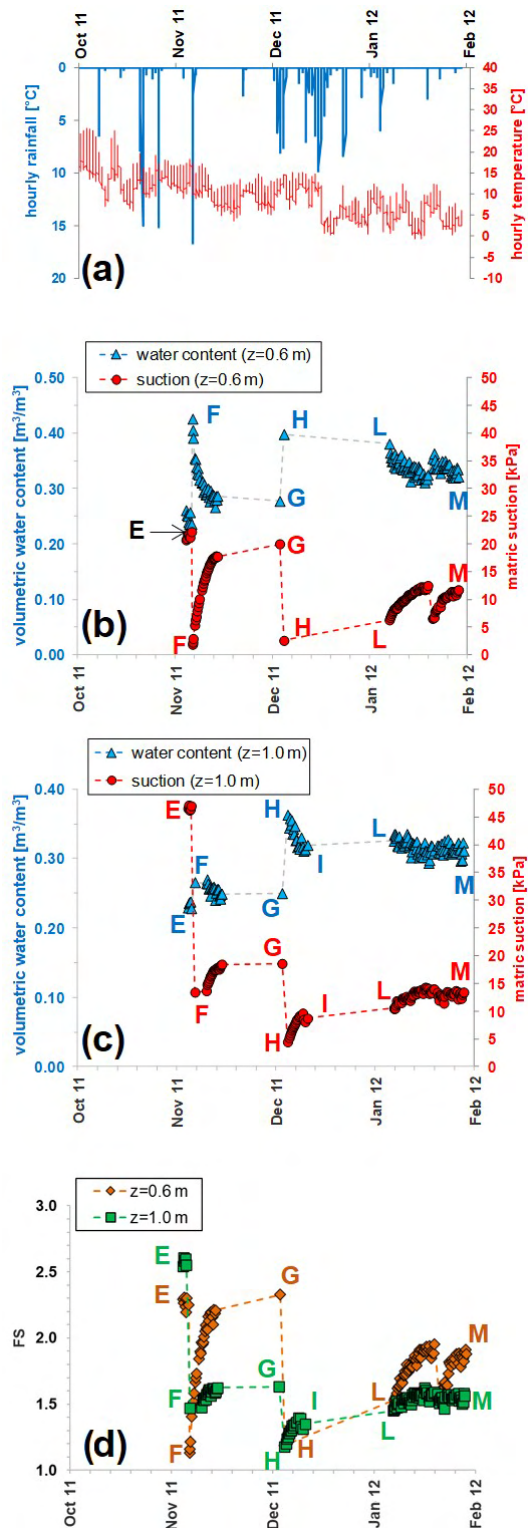 Oct 11 Nov 11 Dec 11 Jan 12 Feb 12
hourly rainfall [°C]
0
5
10
15
20
40
35
30
25
20
15
10
5
0
-5
-10
hourly temperature [°C]
(a)
water content (z=0.6 m)
suction (z=0.6 m)
volumetric water content [m³/m³]
0.50
0.40
0.30
0.20
0.10
0.00
50
45
40
35
30
25
20
15
10
5
0
matric suction [kPa]
F
H
L
G
M
E
G
M
H
L
F
(b)
Oct 11 Nov 11 Dec 11 Jan 12 Feb 12
water content (z=1.0 m)
suction (z=1.0 m)
volumetric water content [m³/m³]
0.40
0.30
0.20
0.10
0.00
50
45
40
35
30
25
20
15
10
5
0
matric suction [kPa]
E
H
F
I
L
M
E
G
G
F
I
L
M
H
(c)
Oct 11 Nov 11 Dec 11 Jan 12 Feb 12
z=0.6 m
z=1.0 m
FS
3.0
2.5
2.0
1.5
1.0
E
E
G
M
G
F
I
L
M
L
F
H
H
(d)
Oct 11 Nov 11 Dec 11 Jan 12 Feb 12